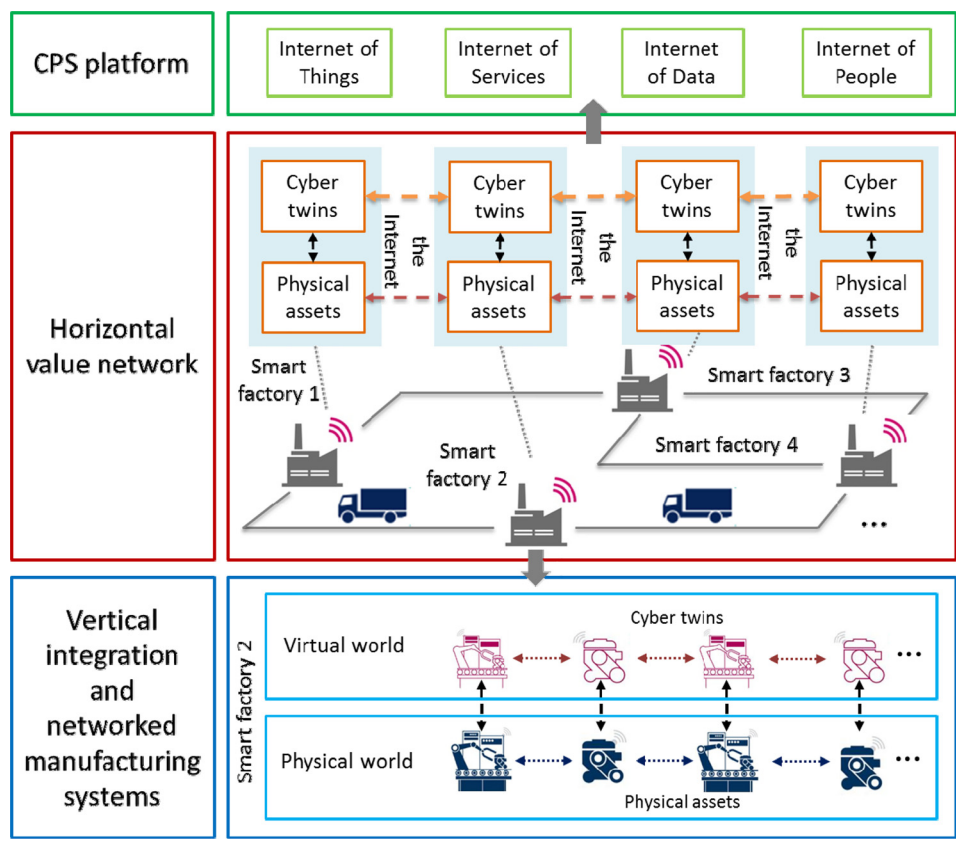 CPS platform
Internet of
Things
Internet of
Services
Internet
of Data
Internet of
People
Horizontal
value network
Cyber
twins
Cyber
twins
Cyber
twins
Cyber
twins
the
Internet
the
Internet
the
Internet
Physical
assets
Physical
assets
Physical
assets
Physical
assets
Smart
factory 1
Smart
factory 2
Smart factory 3
Smart factory 4
...
Vertical
integration
and
networked
manufacturing
systems
Smart factory 2
Virtual world
Cyber twins
...
Physical world
Physical assets
...